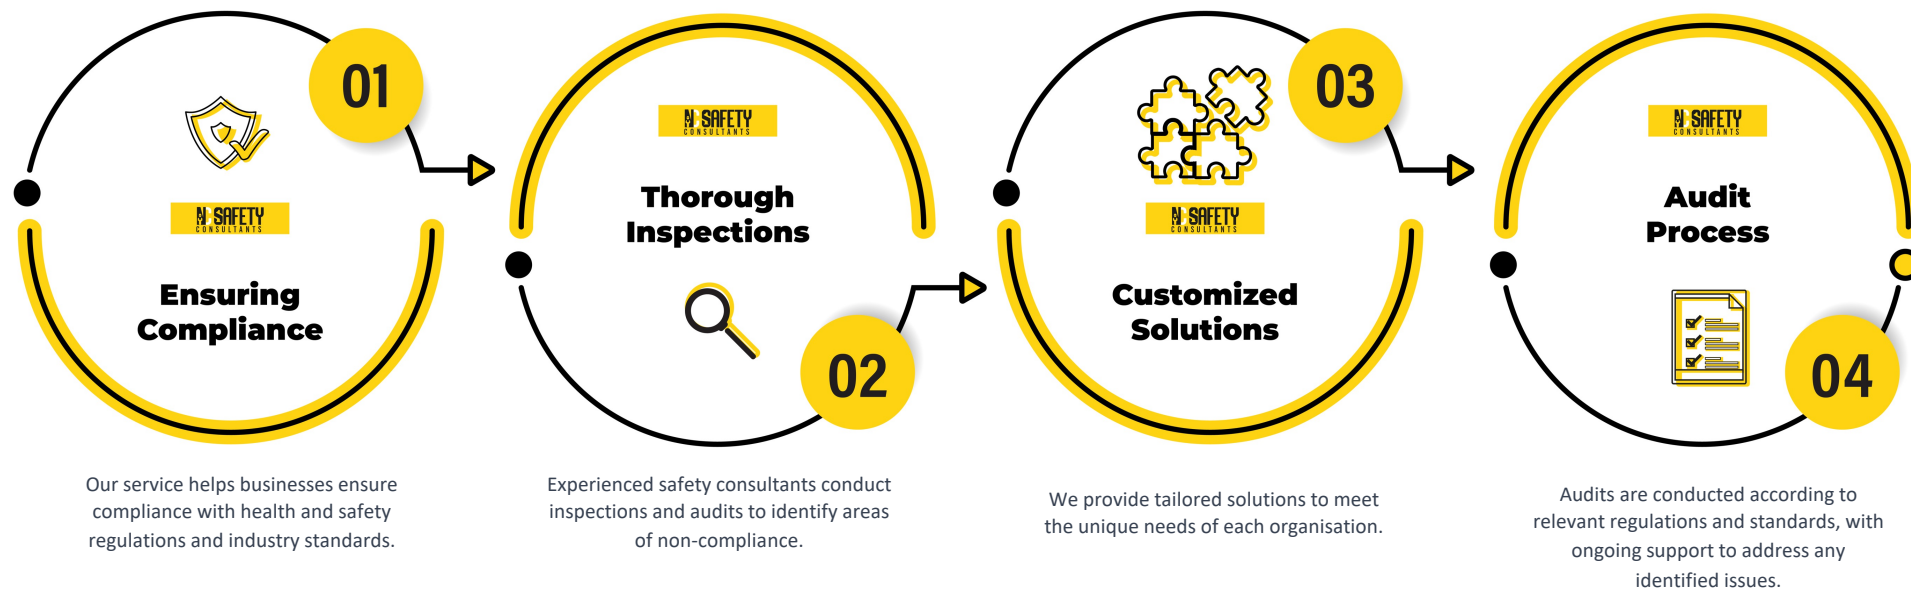 01
SAFETY
CONSULTANTS
Ensuring
Compliance
Our service helps businesses ensure
compliance with health and safety
regulations and industry standards.
SAFETY
CONSULTANTS
Thorough
Inspections
02
Experienced safety consultants conduct
inspections and audits to identify areas
of non-compliance.
03
SAFETY
CONSULTANTS
Customized
Solutions
We provide tailored solutions to meet
the unique needs of each organisation.
SAFETY
CONSULTANTS
Audit
Process
04
Audits are conducted according to
relevant regulations and standards, with
ongoing support to address any
identified issues.